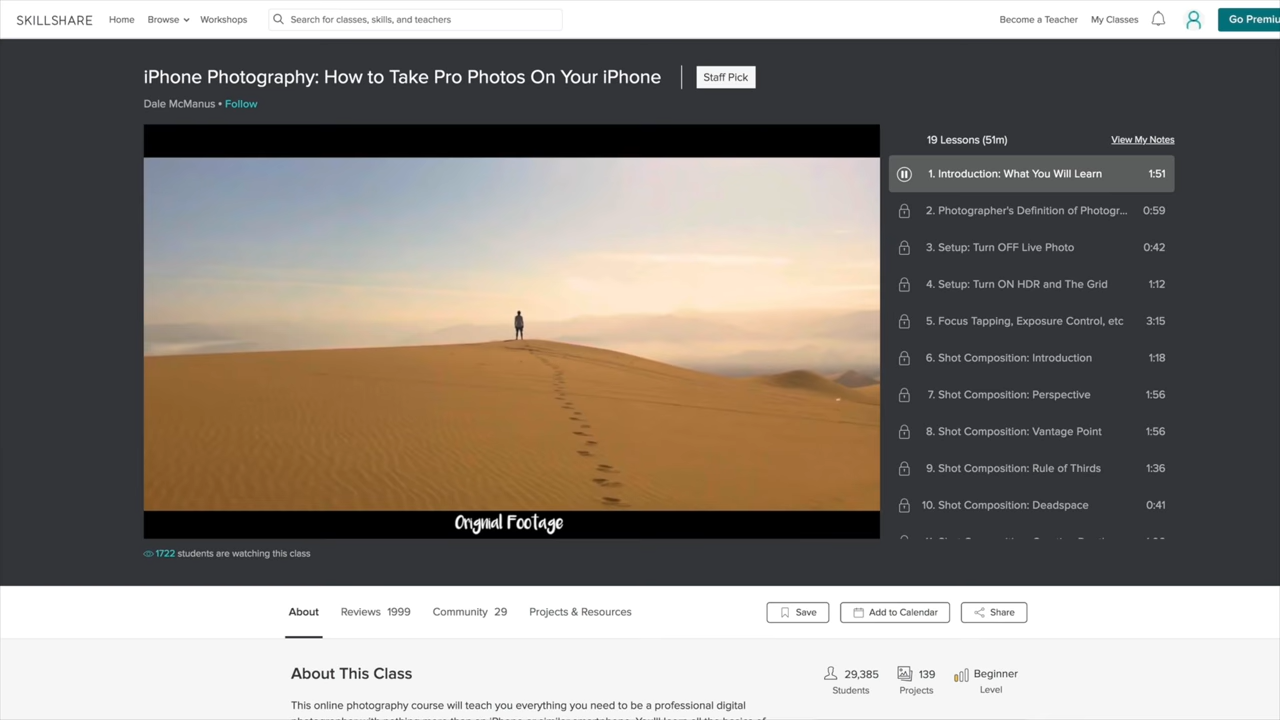 SKILLSHARE Home Browse Workshops Search for classes, skills, and teachers Become a Teacher My Classes Go
iPhone Photography: How to Take Pro Photos On Your iPhone Staff Pick
Dale McManus • Follow
19 Lessons (51m) View My Notes
1. Introduction: What You Will Learn 1:51
2. Photographer's Definition of Photogr... 0:59
3. Setup: Turn OFF Live Photo 0:42
4. Setup: Turn ON HDR and The Grid 1:12
5. Focus Tapping, Exposure Control, etc 3:15
6. Shot Composition: Introduction 1:18
7. Shot Composition: Perspective 1:56
8. Shot Composition: Vantage Point 1:56
9. Shot Composition: Rule of Thirds 1:36
10. Shot Composition: Deadspace 0:41
Orignial Footage
1722 students are watching this class
About Reviews 1999 Community 29 Projects & Resources Save Add to Calendar Share
About This Class
29,385 Students
139 Projects
Beginner Level
This online photography course will teach you everything you need to be a professional digital